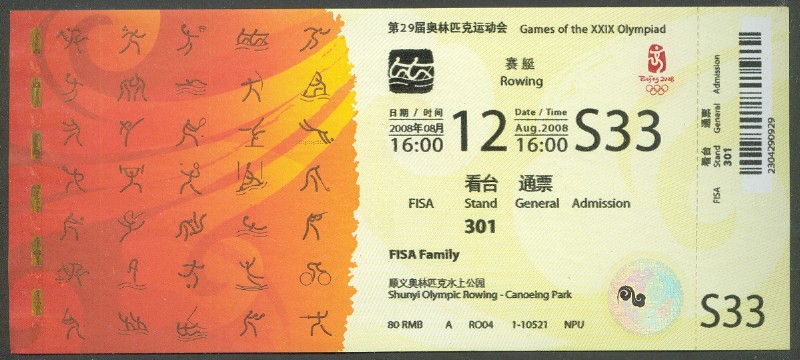 第29届奥林匹克运动会 Games of the XXIX Olympiad
赛艇
Rowing
Beijing 2008
日期 / 时间 Date / Time
2008年08月 12 Aug.2008 S33
16:00 16:00
看台 通票
FISA Stand General Admission
301
FISA Family
顺义奥林匹克水上公园
Shunyi Olympic Rowing - Canoeing Park
80 RMB A RO04 1-10521 NPU
看台 通票
FISA Stand General Admission
301
2304290929
S33